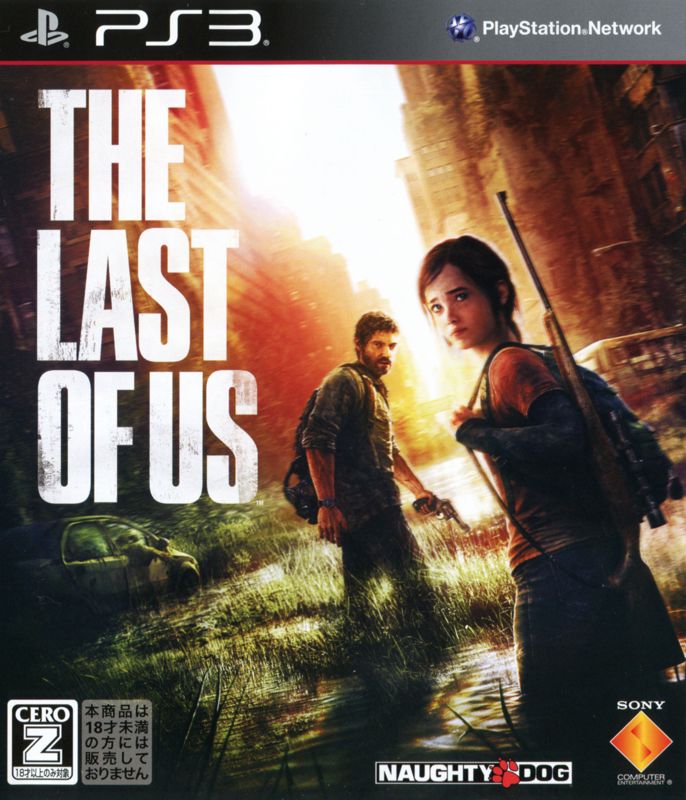 PS3
PlayStation®Network
THE
LAST
OF US™
CERO
Z
18才以上のみ対象
本商品は
18才未満
の方には
販売して
おりません
NAUGHTY DOG
SONY
COMPUTER
ENTERTAINMENT®